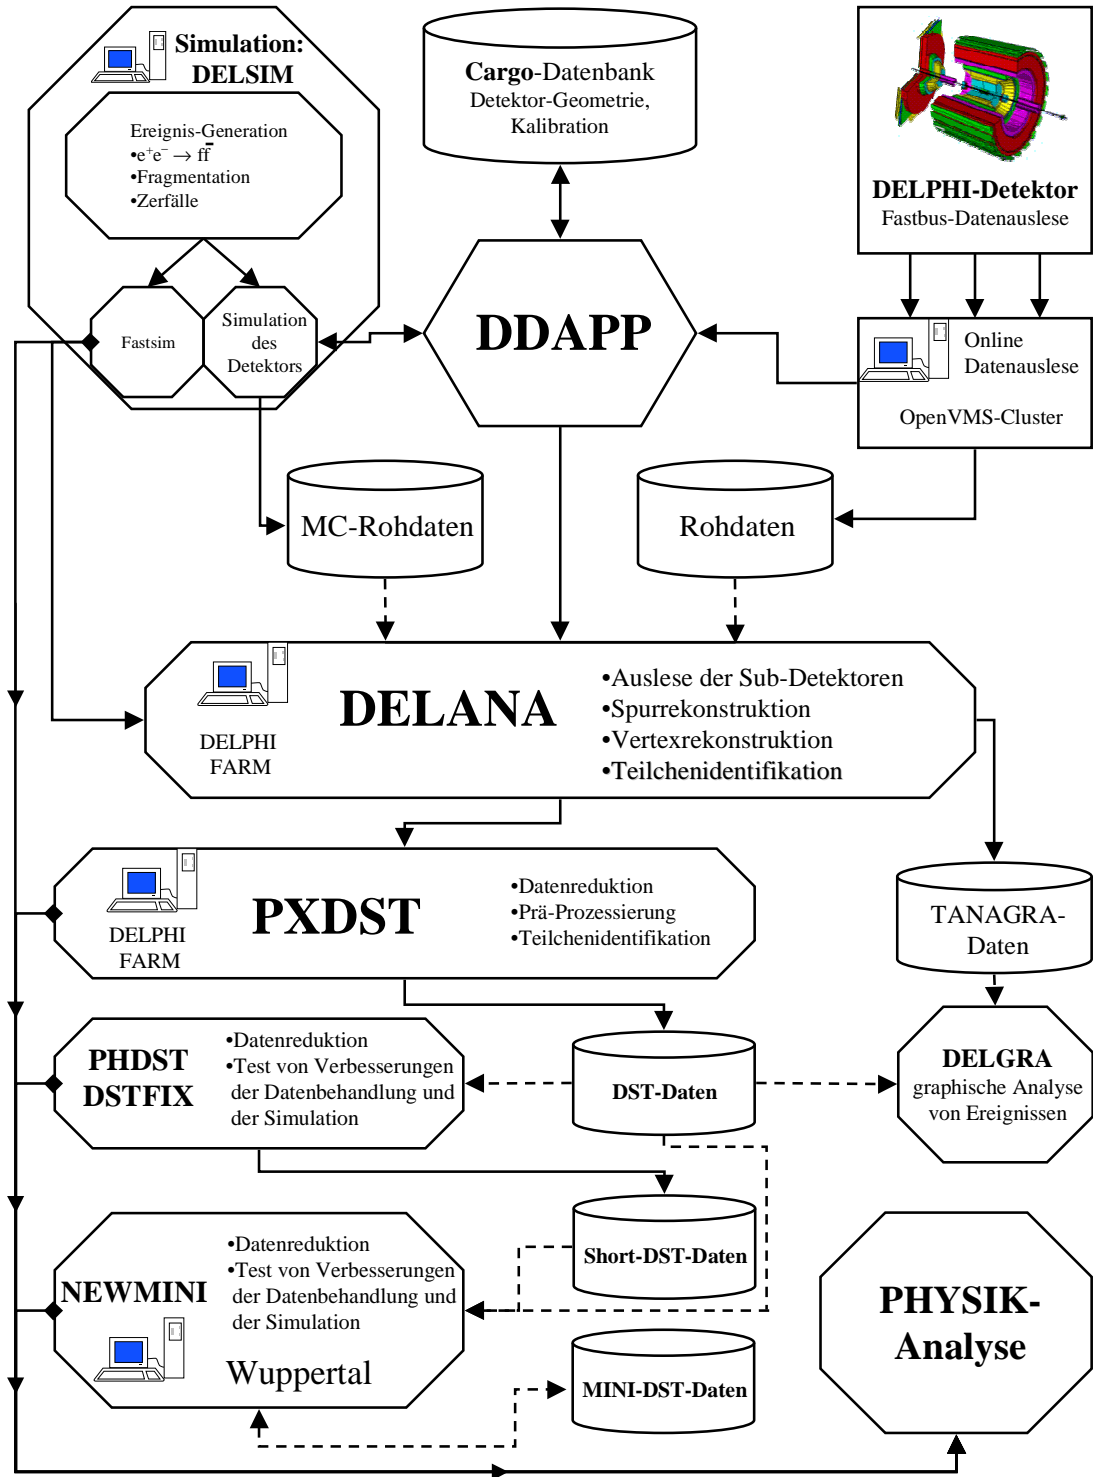 Simulation:
DELSIM
Ereignis-Generation
•e⁺e⁻ → ff̄
•Fragmentation
•Zerfälle
Fastsim
Simulation
des
Detektors
Cargo-Datenbank
Detektor-Geometrie,
Kalibration
DELPHI-Detektor
Fastbus-Datenauslese
DDAPP
Online
Datenauslese
OpenVMS-Cluster
MC-Rohdaten
Rohdaten
DELPHI
FARM
DELANA
•Auslese der Sub-Detektoren
•Spurrekonstruktion
•Vertexrekonstruktion
•Teilchenidentifikation
DELPHI
FARM
PXDST
•Datenreduktion
•Prä-Prozessierung
•Teilchenidentifikation
TANAGRA-
Daten
PHDST
DSTFIX
•Datenreduktion
•Test von Verbesserungen
der Datenbehandlung und
der Simulation
DST-Daten
DELGRA
graphische Analyse
von Ereignissen
Short-DST-Daten
NEWMINI
•Datenreduktion
•Test von Verbesserungen
der Datenbehandlung und
der Simulation
Wuppertal
MINI-DST-Daten
PHYSIK-
Analyse